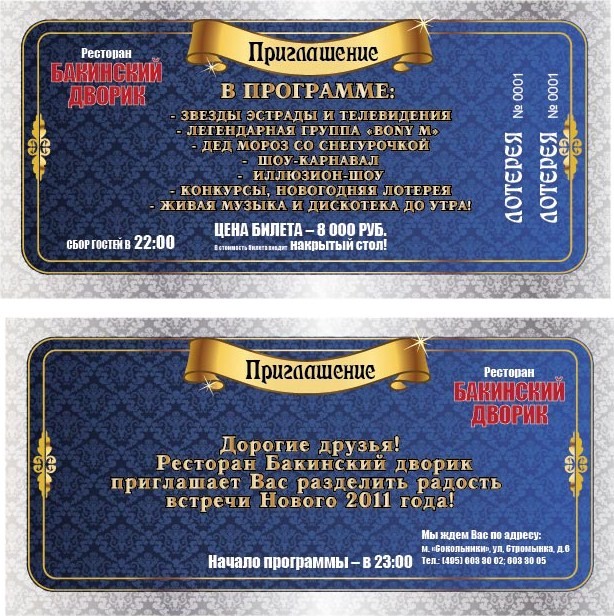 Приглашение
Ресторан
БАКИНСКИЙ
ДВОРИК
В ПРОГРАММЕ:
- ЗВЕЗДЫ ЭСТРАДЫ И ТЕЛЕВИДЕНИЯ
- ЛЕГЕНДАРНАЯ ГРУППА «BONY M»
- ДЕД МОРОЗ СО СНЕГУРОЧКОЙ
- ШОУ-КАРНАВАЛ
- ИЛЛЮЗИОН-ШОУ
- КОНКУРСЫ, НОВОГОДНЯЯ ЛОТЕРЕЯ
- ЖИВАЯ МУЗЫКА И ДИСКОТЕКА ДО УТРА!
ЦЕНА БИЛЕТА – 8 000 РУБ.
В стоимость билета входит накрытый стол!
СБОР ГОСТЕЙ В 22:00
ЛОТЕРЕЯ № 0001
ЛОТЕРЕЯ № 0001
Приглашение
Ресторан
БАКИНСКИЙ
ДВОРИК
Дорогие друзья!
Ресторан Бакинский дворик
приглашает Вас разделить радость
встречи Нового 2011 года!
Мы ждем Вас по адресу:
м. «Сокольники», ул. Стромынка, д.6
Тел.: (495) 603 30 02; 603 30 05
Начало программы – в 23:00